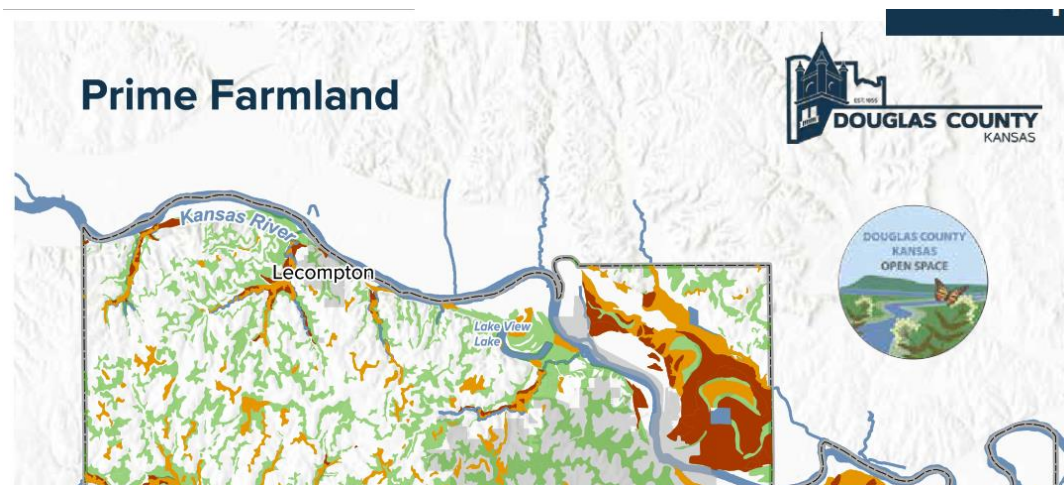 Prime Farmland
EST. 1855
DOUGLAS COUNTY
KANSAS
Kansas River
Lecompton
Lake View
Lake
DOUGLAS COUNTY
KANSAS
OPEN SPACE